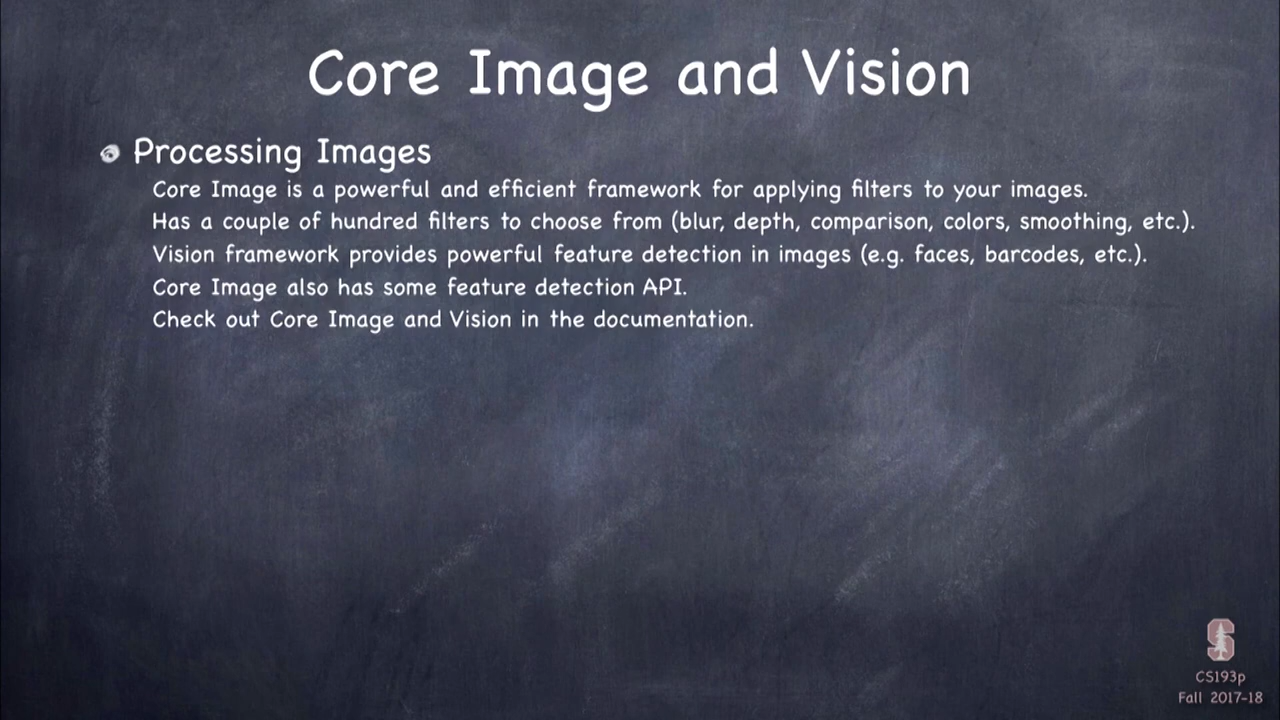 Core Image and Vision
Processing Images
Core Image is a powerful and efficient framework for applying filters to your images.
Has a couple of hundred filters to choose from (blur, depth, comparison, colors, smoothing, etc.).
Vision framework provides powerful feature detection in images (e.g. faces, barcodes, etc.).
Core Image also has some feature detection API.
Check out Core Image and Vision in the documentation.
S
CS193p
Fall 2017-18